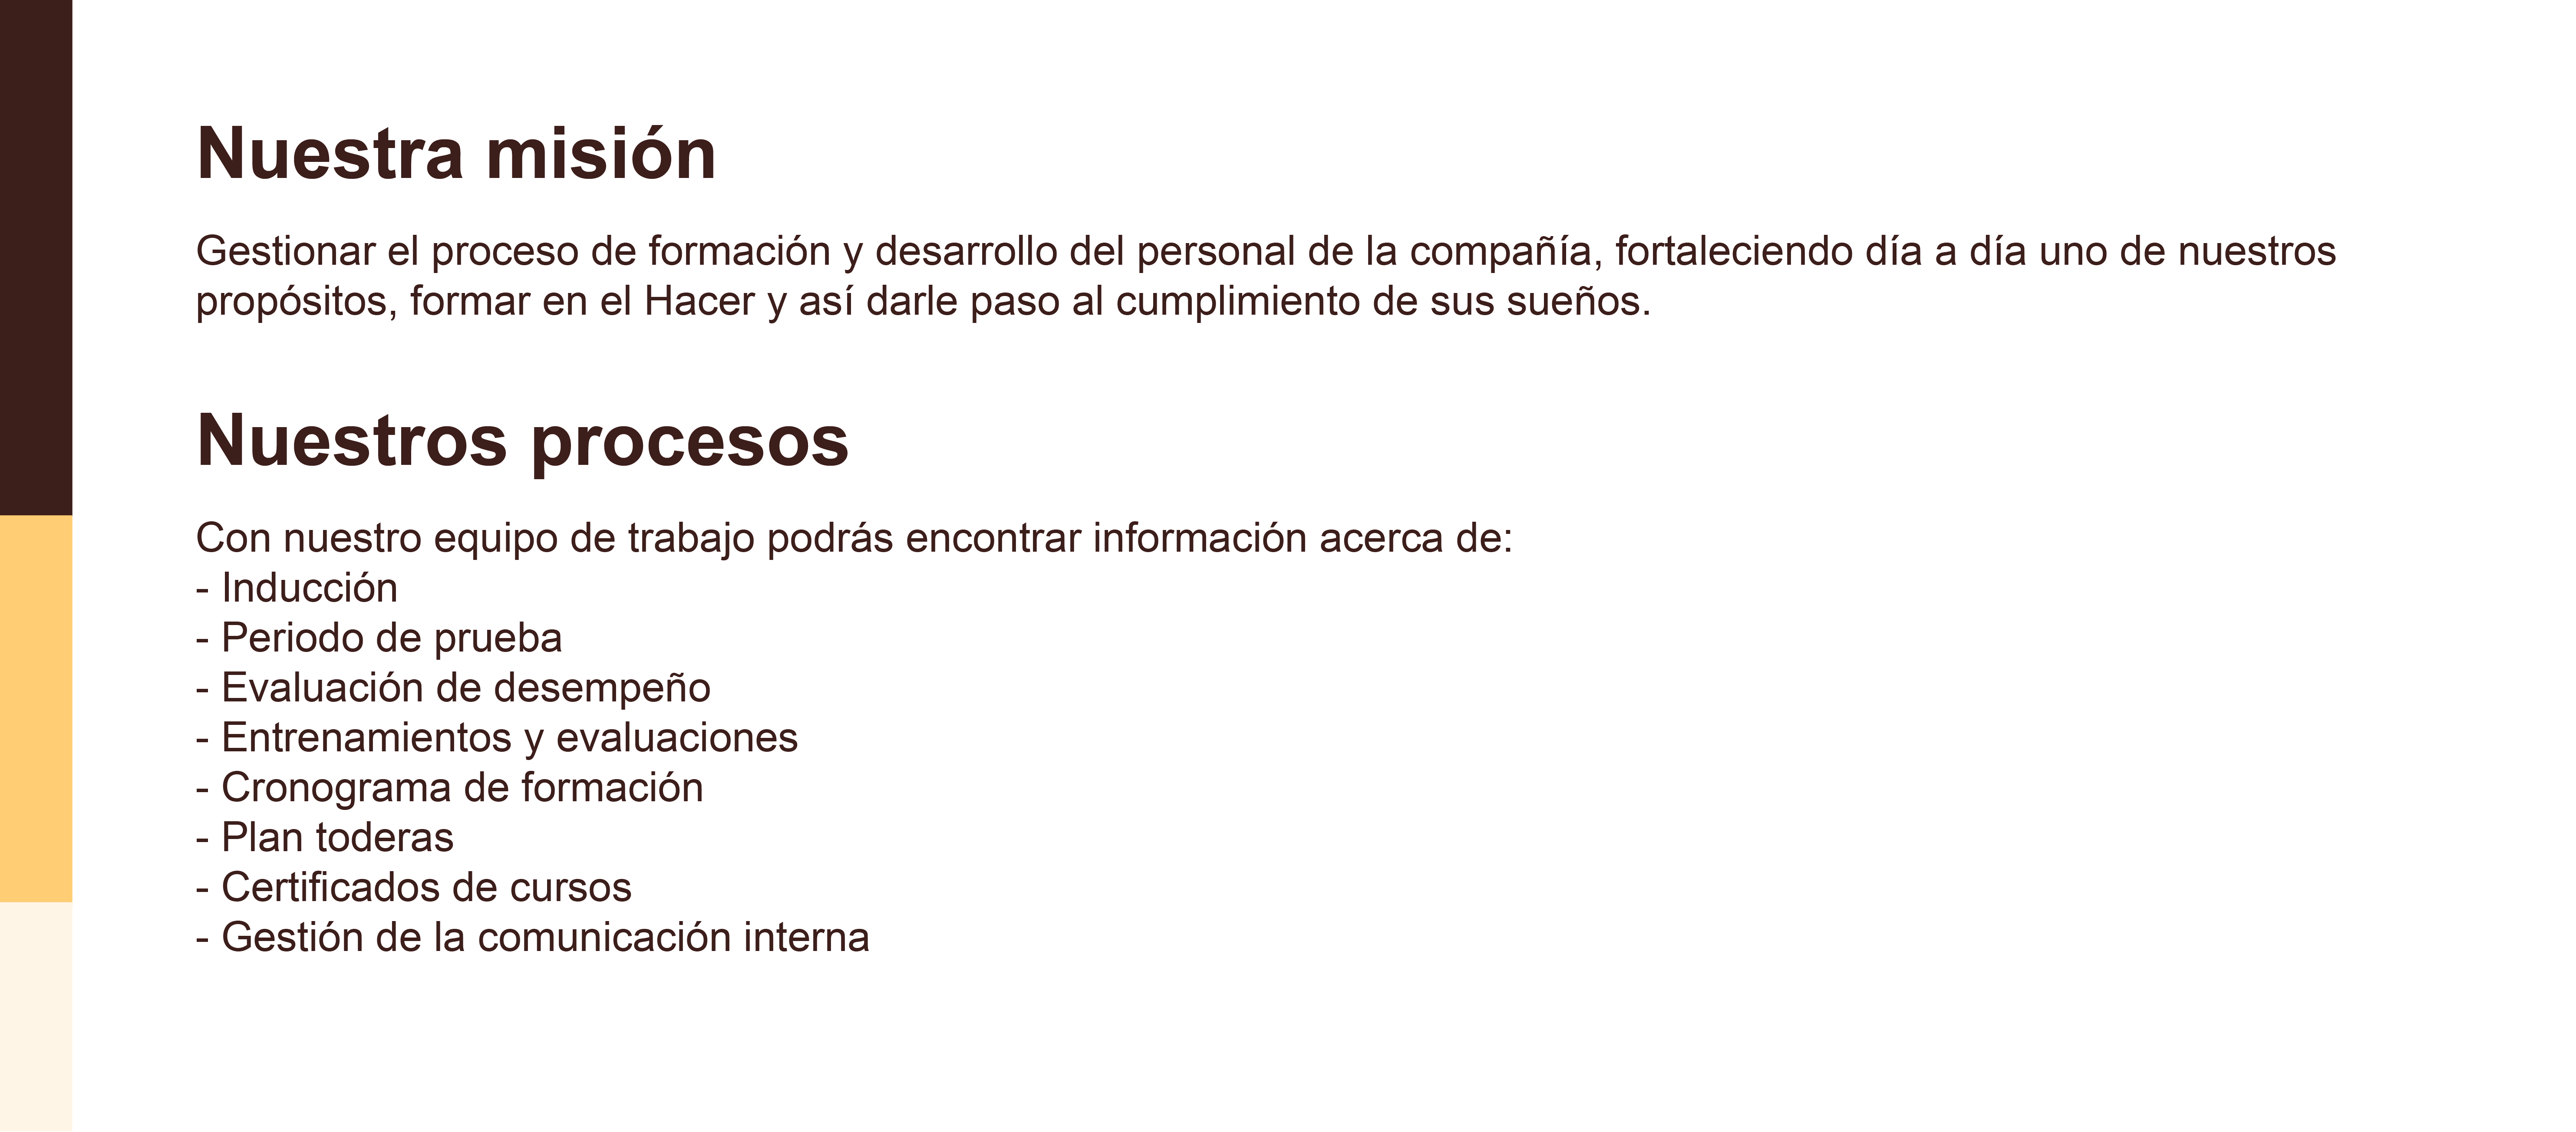 Nuestra misión
Gestionar el proceso de formación y desarrollo del personal de la compañía, fortaleciendo día a día uno de nuestros
propósitos, formar en el Hacer y así darle paso al cumplimiento de sus sueños.
Nuestros procesos
Con nuestro equipo de trabajo podrás encontrar información acerca de:
- Inducción
- Periodo de prueba
- Evaluación de desempeño
- Entrenamientos y evaluaciones
- Cronograma de formación
- Plan toderas
- Certificados de cursos
- Gestión de la comunicación interna